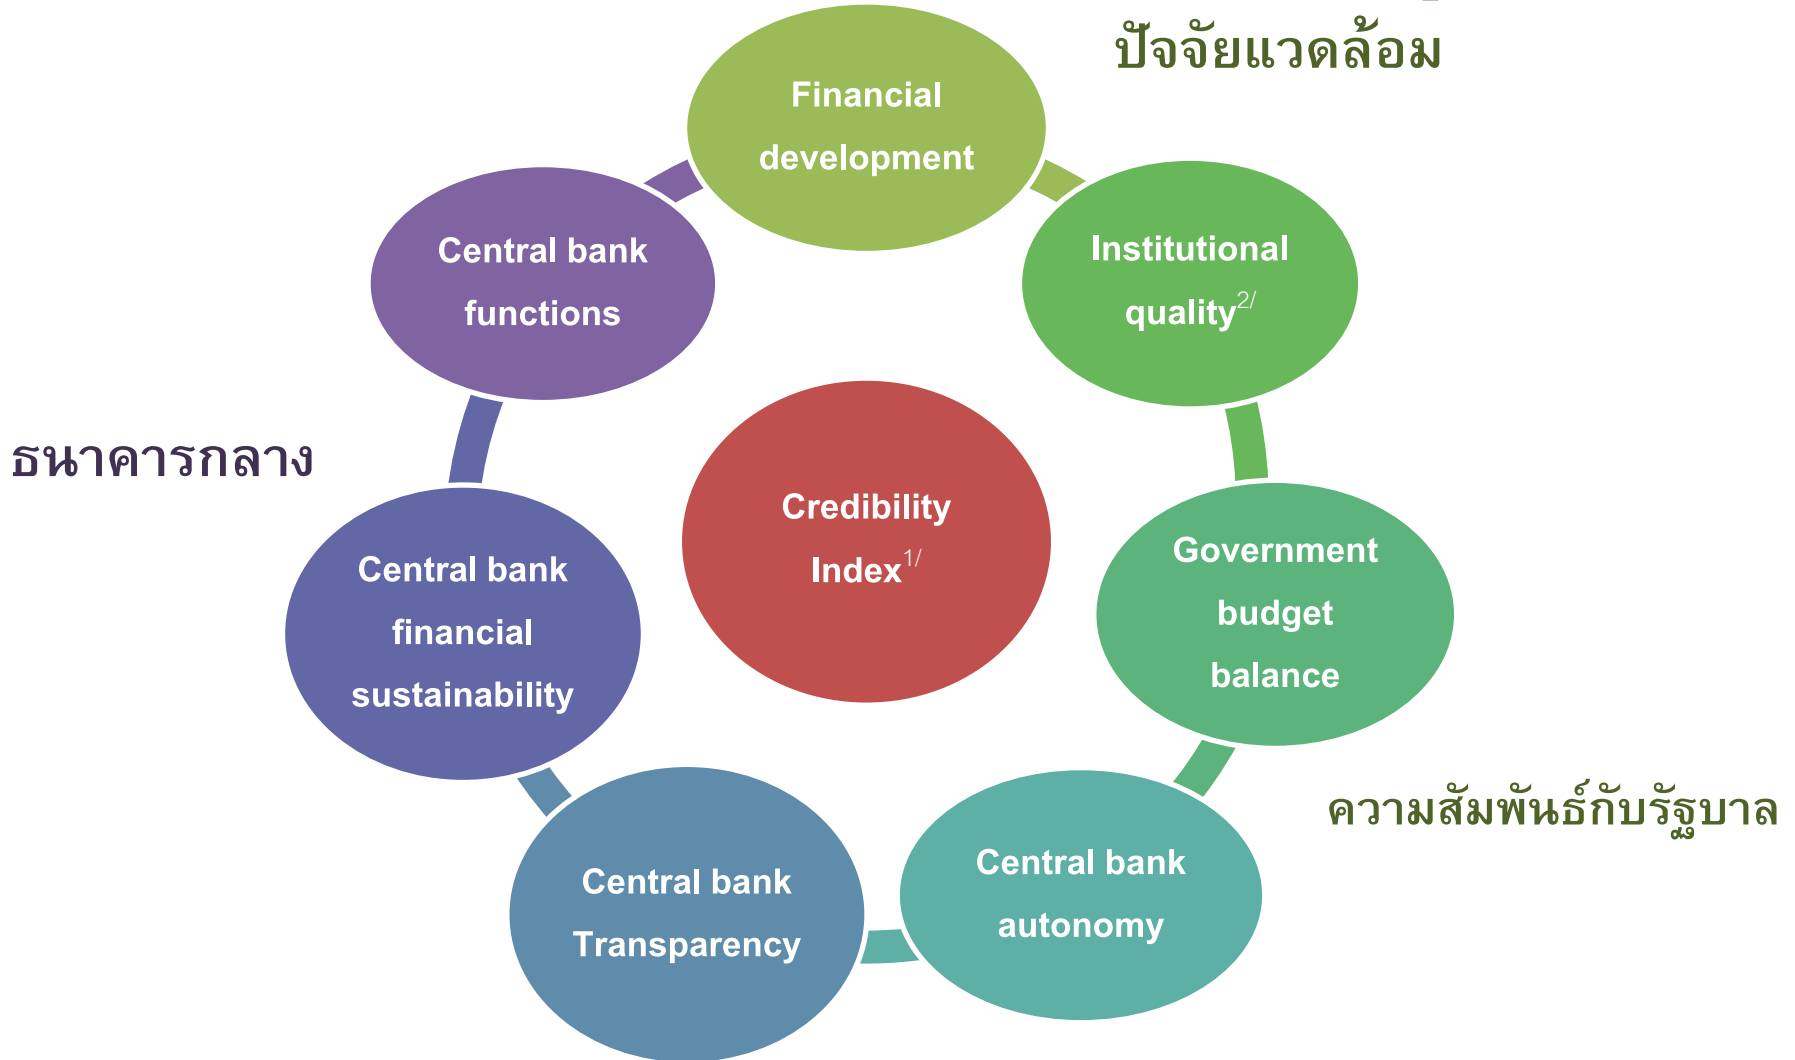 ปัจจัยแวดล้อม
Financial
development
Central bank
functions
Institutional
quality2/
ธนาคารกลาง
Credibility
Index1/
Central bank
financial
sustainability
Government
budget
balance
ความสัมพันธ์กับรัฐบาล
Central bank
Transparency
Central bank
autonomy